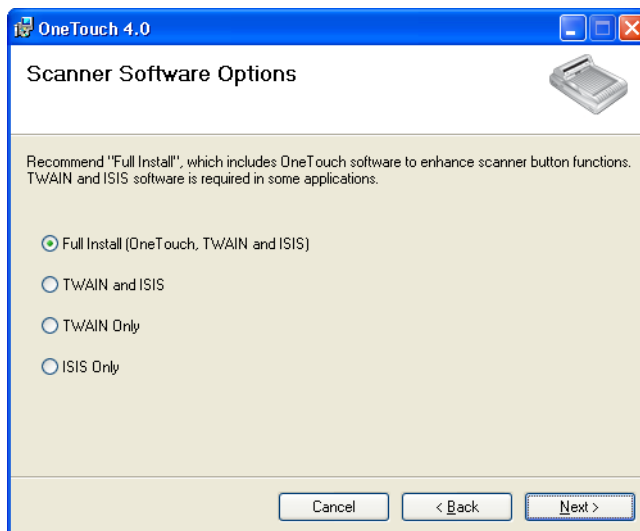 OneTouch 4.0
Scanner Software Options
Recommend "Full Install", which includes OneTouch software to enhance scanner button functions.
TWAIN and ISIS software is required in some applications.
Full Install (OneTouch, TWAIN and ISIS)
TWAIN and ISIS
TWAIN Only
ISIS Only
Cancel < Back Next >